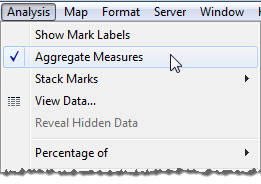 Analysis Map Format Server Window H
Show Mark Labels
Aggregate Measures
Stack Marks
View Data...
Reveal Hidden Data
Percentage of